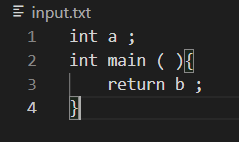 input.txt
1 int a ;
2 int main ( ){
3     return b ;
4 }